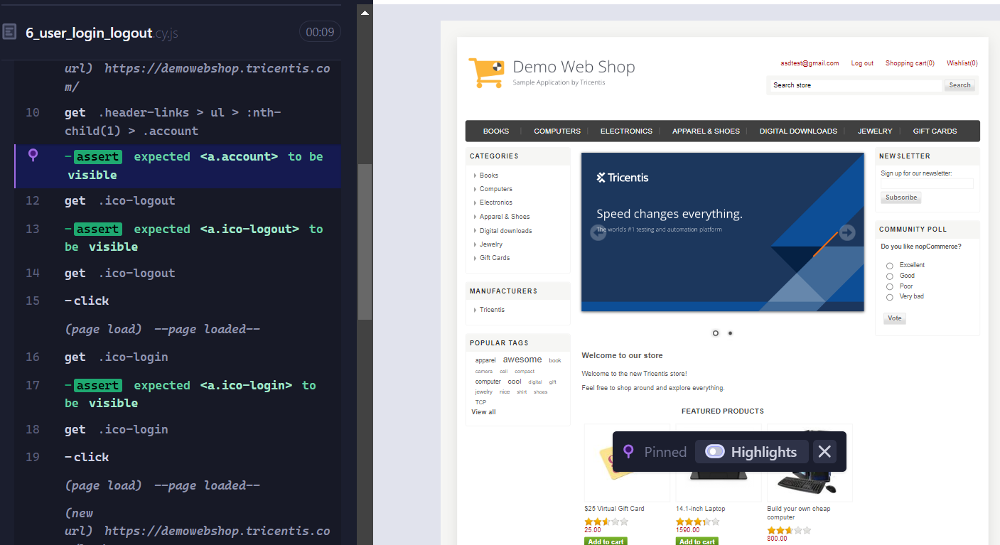 6_user_login_logout.cy.js
00:09
url) https://demowebshop.tricentis.co
m/
10 get .header-links > ul > :nth-
child(1) > .account
-assert expected <a.account> to be
visible
12 get .ico-logout
13 -assert expected <a.ico-logout> to
be visible
14 get .ico-logout
15 -click
(page load) --page loaded--
16 get .ico-login
17 -assert expected <a.ico-login> to
be visible
18 get .ico-login
19 -click
(page load) --page loaded--
(new
url) https://demowebshop.tricentis.co
Demo Web Shop
Sample Application by Tricentis
asdtest@gmail.com Log out Shopping cart(0) Wishlist(0)
Search store Search
BOOKS COMPUTERS ELECTRONICS APPAREL & SHOES DIGITAL DOWNLOADS JEWELRY GIFT CARDS
CATEGORIES
Books
Computers
Electronics
Apparel & Shoes
Digital downloads
Jewelry
Gift Cards
MANUFACTURERS
Tricentis
POPULAR TAGS
apparel awesome book
camera cell compact
computer cool digital gift
jewelry nice shirt shoes
TCP
View all
Tricentis
Speed changes everything.
The world's #1 testing and automation platform
Welcome to our store
Welcome to the new Tricentis store!
Feel free to shop around and explore everything.
FEATURED PRODUCTS
$25 Virtual Gift Card
25.00
Add to cart
14.1-inch Laptop
1590.00
Add to cart
Build your own cheap
computer
800.00
NEWSLETTER
Sign up for our newsletter:
Subscribe
COMMUNITY POLL
Do you like nopCommerce?
Excellent
Good
Poor
Very bad
Vote
Pinned Highlights